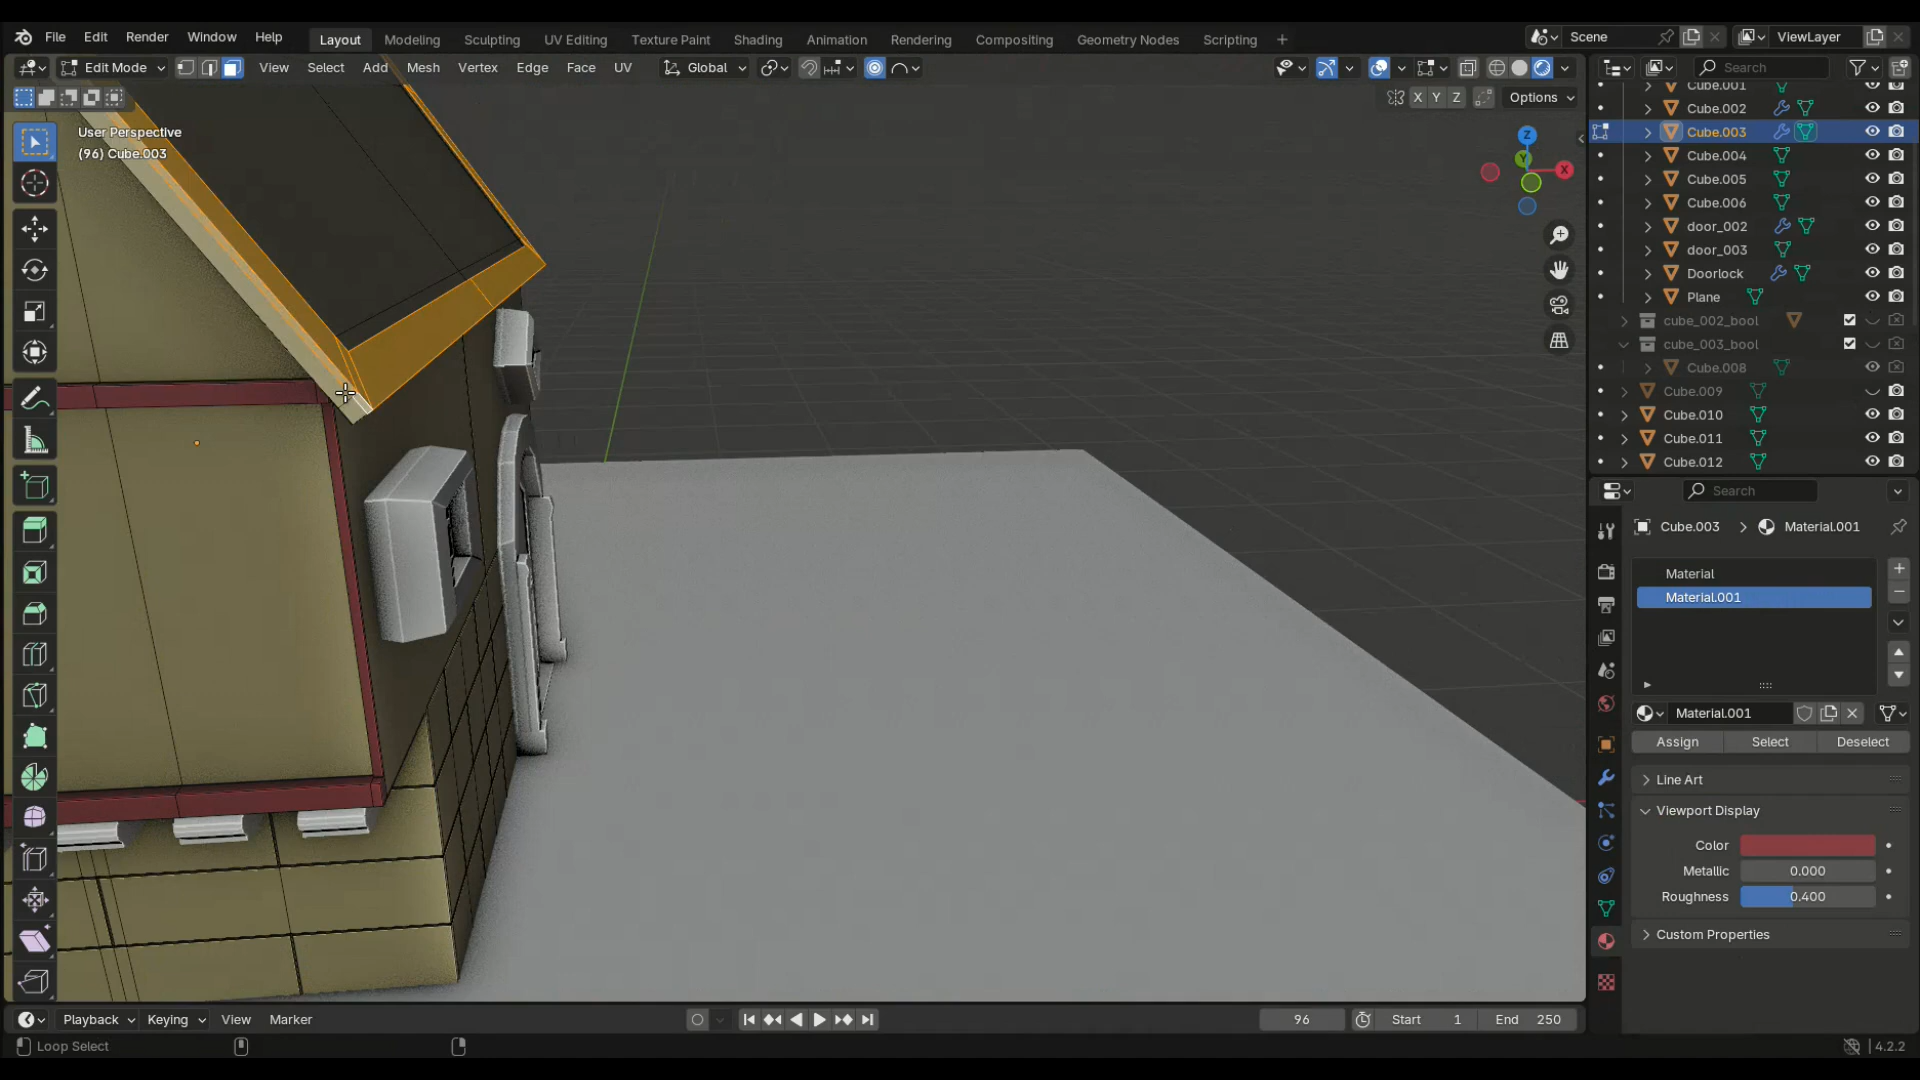 File Edit Render Window Help Layout Modeling Sculpting UV Editing Texture Paint Shading Animation Rendering Compositing Geometry Nodes Scripting + Scene ViewLayer
Edit Mode View Select Add Mesh Vertex Edge Face UV Global Search
X Y Z Options
User Perspective
(96) Cube.003
Z
Y
X
Cube.001
Cube.002
Cube.003
Cube.004
Cube.005
Cube.006
door_002
door_003
Doorlock
Plane
cube_002_bool
cube_003_bool
Cube.008
Cube.009
Cube.010
Cube.011
Cube.012
Search
Cube.003 > Material.001
Material
Material.001
Material.001
Assign Select Deselect
Line Art
Viewport Display
Color
Metallic 0.000
Roughness 0.400
Custom Properties
Playback Keying View Marker 96 Start 1 End 250
Loop Select 4.2.2